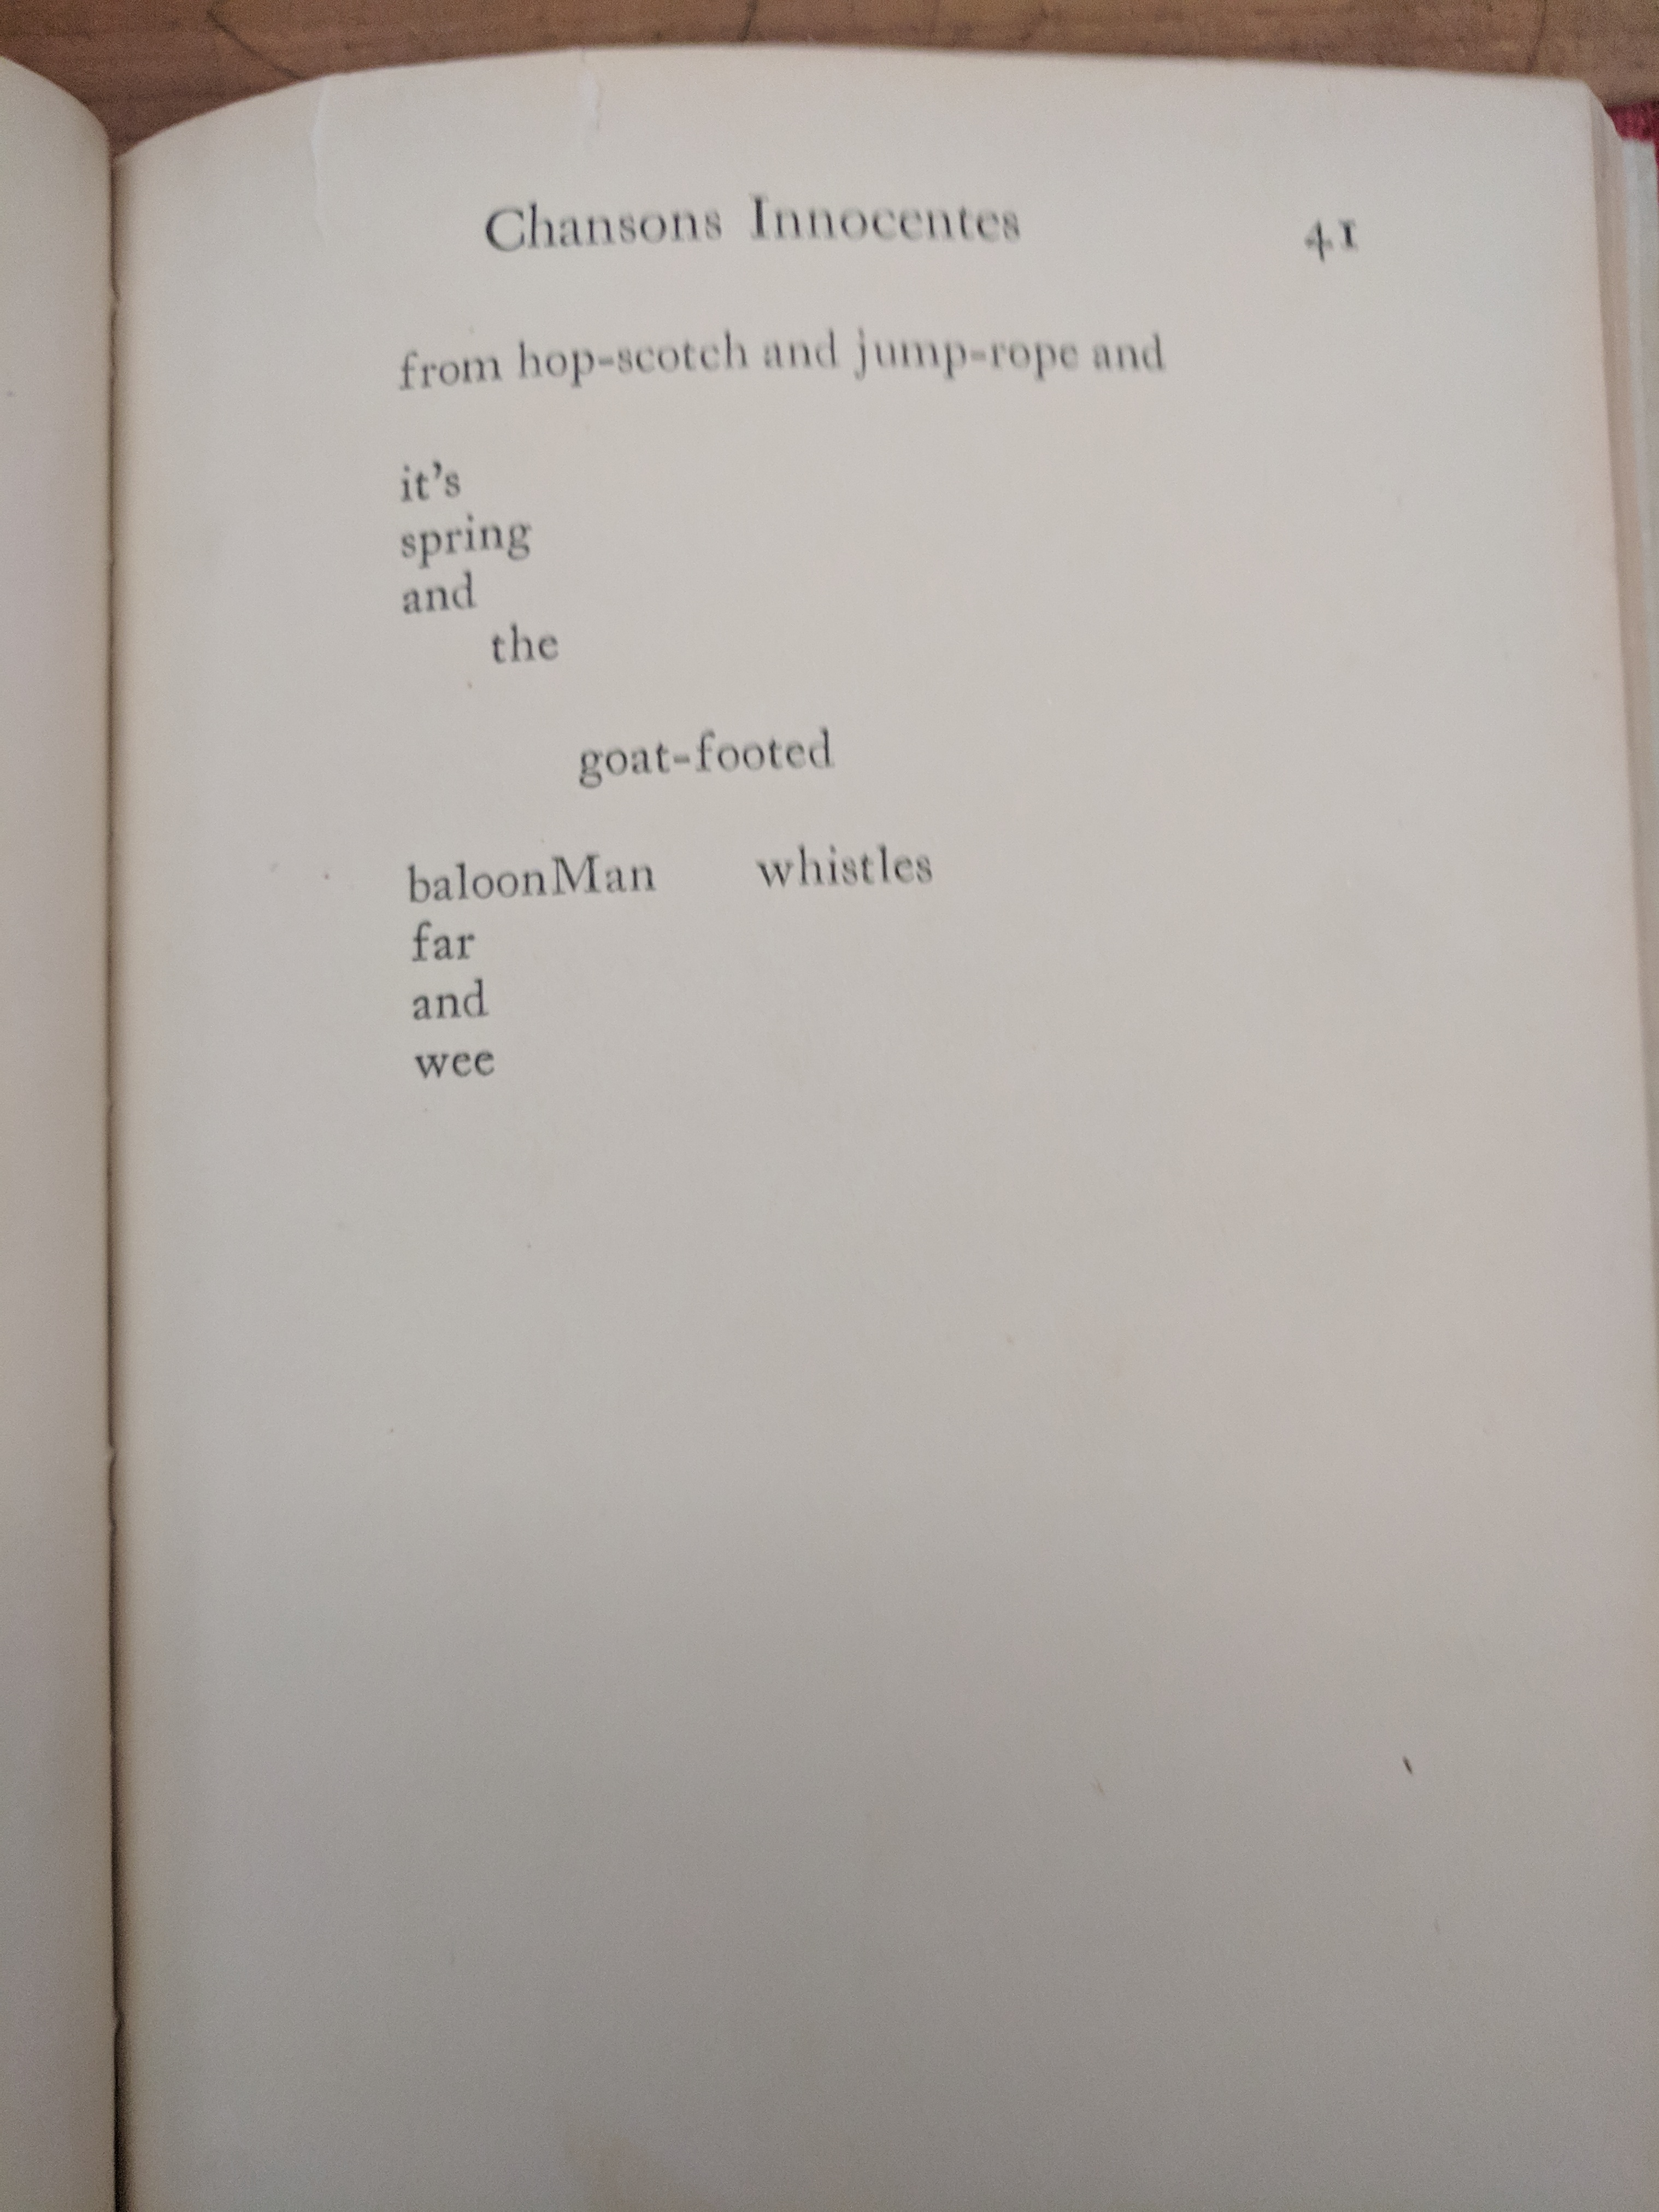 Chansons Innocentes 41
from hop-scotch and jump-rope and
it's
spring
and
the
goat-footed
baloonMan whistles
far
and
wee